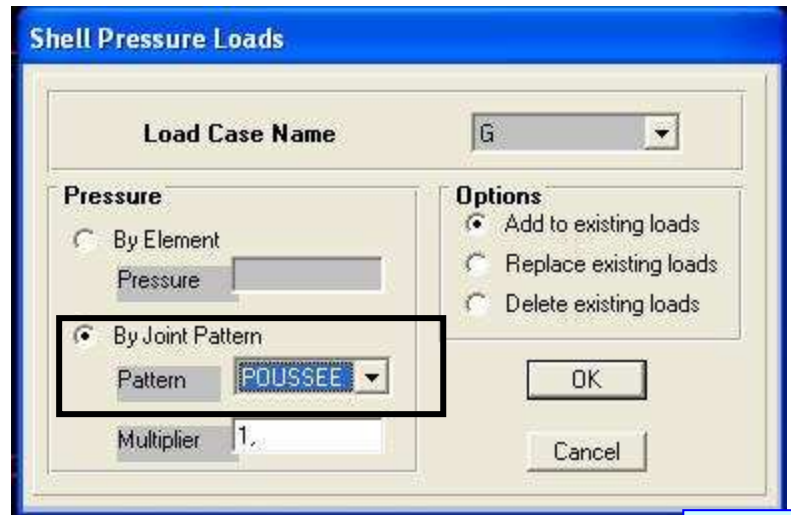 Shell Pressure Loads
Load Case Name G
Pressure
By Element
Pressure
By Joint Pattern
Pattern POUSSEE
Multiplier 1,
Options
Add to existing loads
Replace existing loads
Delete existing loads
OK
Cancel